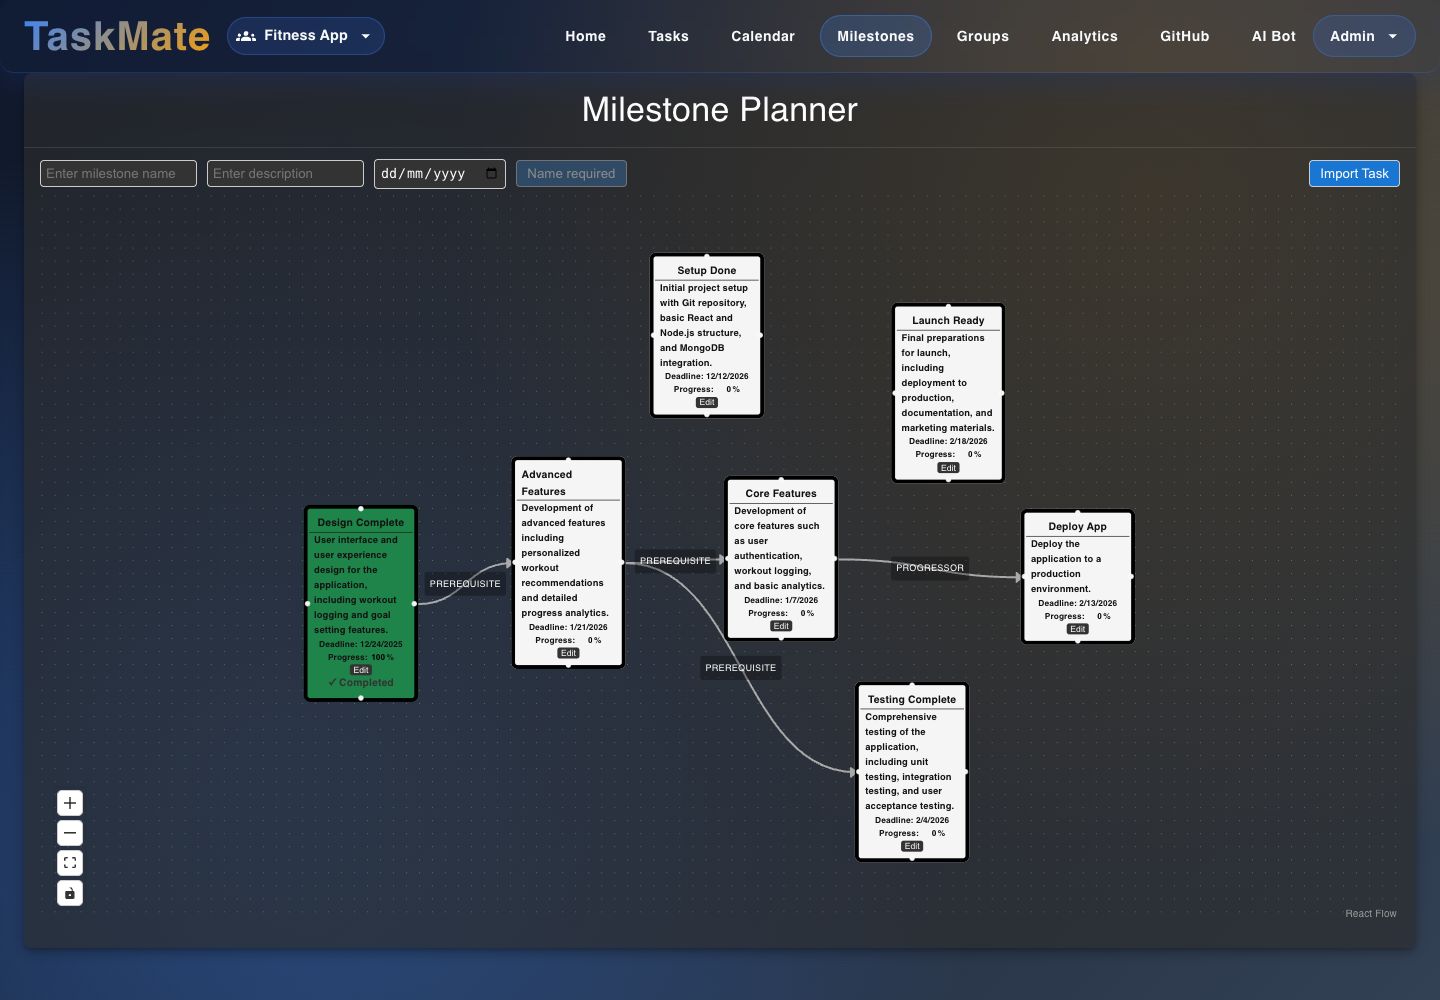 TaskMate
Fitness App
Home
Tasks
Calendar
Milestones
Groups
Analytics
GitHub
AI Bot
Admin
Milestone Planner
Enter milestone name
Enter description
dd/mm/yyyy
Name required
Import Task
Setup Done
Initial project setup
with Git repository,
basic React and
Node.js structure,
and MongoDB
integration.
Deadline: 12/12/2026
Progress: 0 %
Edit
Launch Ready
Final preparations
for launch,
including
deployment to
production,
documentation, and
marketing materials.
Deadline: 2/18/2026
Progress: 0 %
Edit
Design Complete
User interface and
user experience
design for the
application,
including workout
logging and goal
setting features.
Deadline: 12/24/2025
Progress: 100 %
Edit
✓ Completed
PREREQUISITE
Advanced
Features
Development of
advanced features
including
personalized
workout
recommendations
and detailed
progress analytics.
Deadline: 1/21/2026
Progress: 0 %
Edit
PREREQUISITE
Core Features
Development of
core features such
as user
authentication,
workout logging,
and basic analytics.
Deadline: 1/7/2026
Progress: 0 %
Edit
PROGRESSOR
Deploy App
Deploy the
application to a
production
environment.
Deadline: 2/13/2026
Progress: 0 %
Edit
PREREQUISITE
Testing Complete
Comprehensive
testing of the
application,
including unit
testing, integration
testing, and user
acceptance testing.
Deadline: 2/4/2026
Progress: 0 %
Edit
React Flow